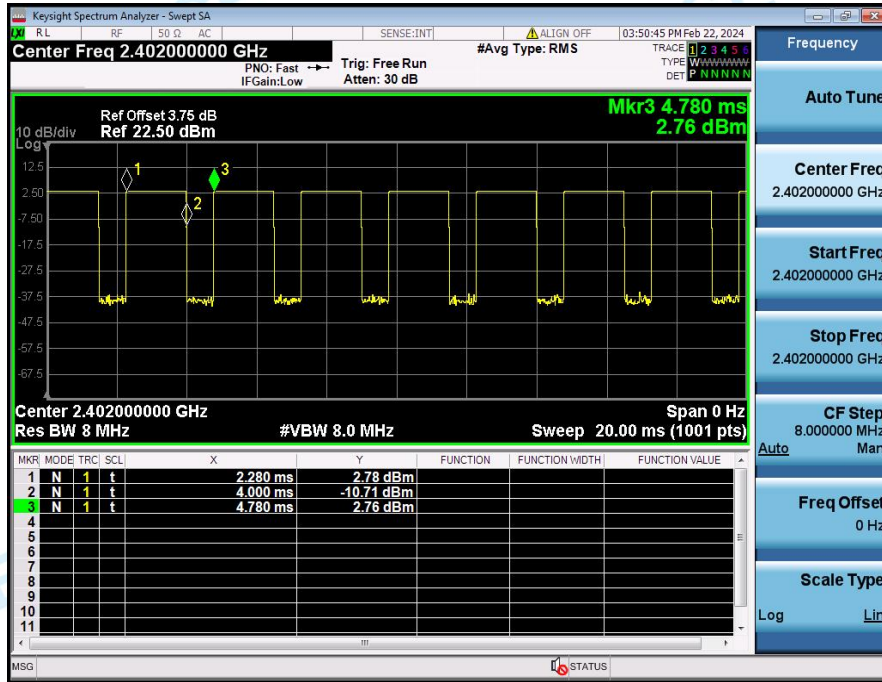 Keysight Spectrum Analyzer - Swept SA
LXI RL RF 50 Ω AC SENSE:INT ALIGN OFF 03:50:45 PM Feb 22, 2024
Center Freq 2.402000000 GHz #Avg Type: RMS TRACE 1 2 3 4 5 6
PNO: Fast Trig: Free Run TYPE W W W W W W
IFGain:Low Atten: 30 dB DET P N N N N N
Mkr3 4.780 ms
2.76 dBm
Ref Offset 3.75 dB
10 dB/div Ref 22.50 dBm
Log
12.5
2.50
-7.50
-17.5
-27.5
-37.5
-47.5
-57.5
-67.5
1
2
3
Center 2.402000000 GHz Span 0 Hz
Res BW 8 MHz #VBW 8.0 MHz Sweep 20.00 ms (1001 pts)
MKR MODE TRC SCL X Y FUNCTION FUNCTION WIDTH FUNCTION VALUE
1 N 1 t 2.280 ms 2.78 dBm
2 N 1 t 4.000 ms -10.71 dBm
3 N 1 t 4.780 ms 2.76 dBm
4
5
6
7
8
9
10
11
MSG STATUS
Frequency
Auto Tune
Center Freq
2.402000000 GHz
Start Freq
2.402000000 GHz
Stop Freq
2.402000000 GHz
CF Step
8.000000 MHz
Auto Man
Freq Offset
0 Hz
Scale Type
Log Lin